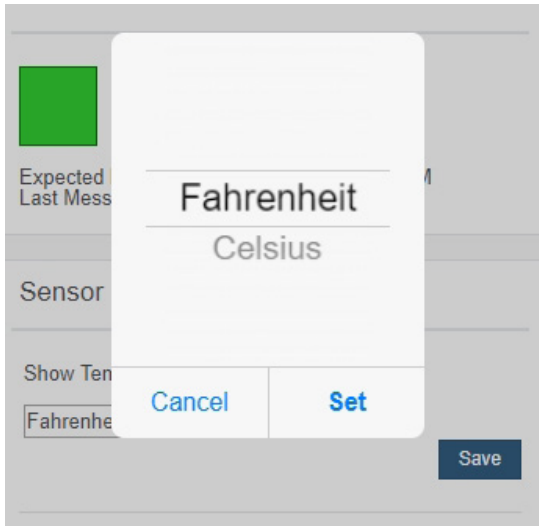 Expected
M
Last Mess
Fahrenheit
Celsius
Sensor
Show Ten
Cancel
Set
Fahrenhe
Save